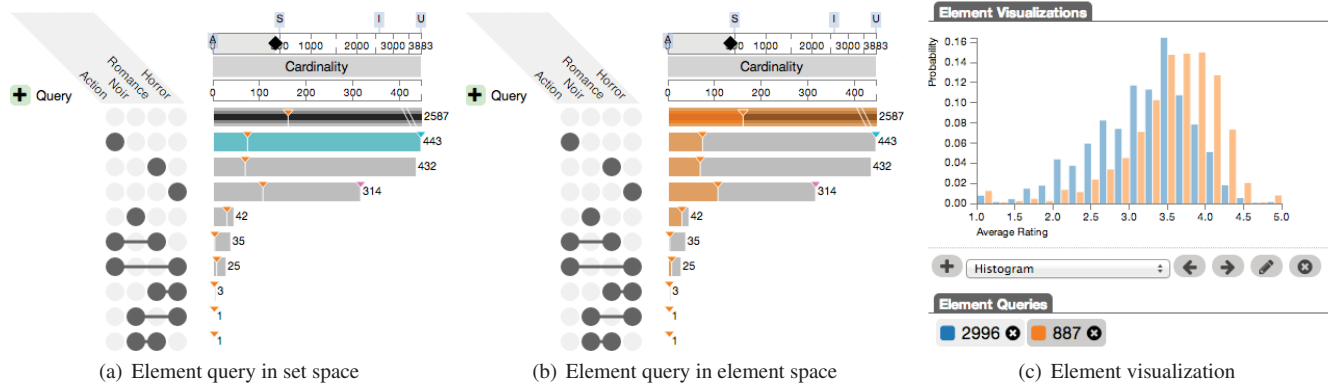 S I U
A
U 500 1000 2000 3000 3883
Cardinality
0 100 200 300 400
Horror
Romance
Noir
Action
Query
2587
443
432
314
42
35
25
3
1
1
(a) Element query in set space
S I U
A
U 500 1000 2000 3000 3883
Cardinality
0 100 200 300 400
Horror
Romance
Noir
Action
Query
2587
443
432
314
42
35
25
3
1
1
(b) Element query in element space
Element Visualizations
Probability
0.16
0.14
0.12
0.10
0.08
0.06
0.04
0.02
0.00
1.0 1.5 2.0 2.5 3.0 3.5 4.0 4.5 5.0
Average Rating
Histogram
Element Queries
2996 887
(c) Element visualization